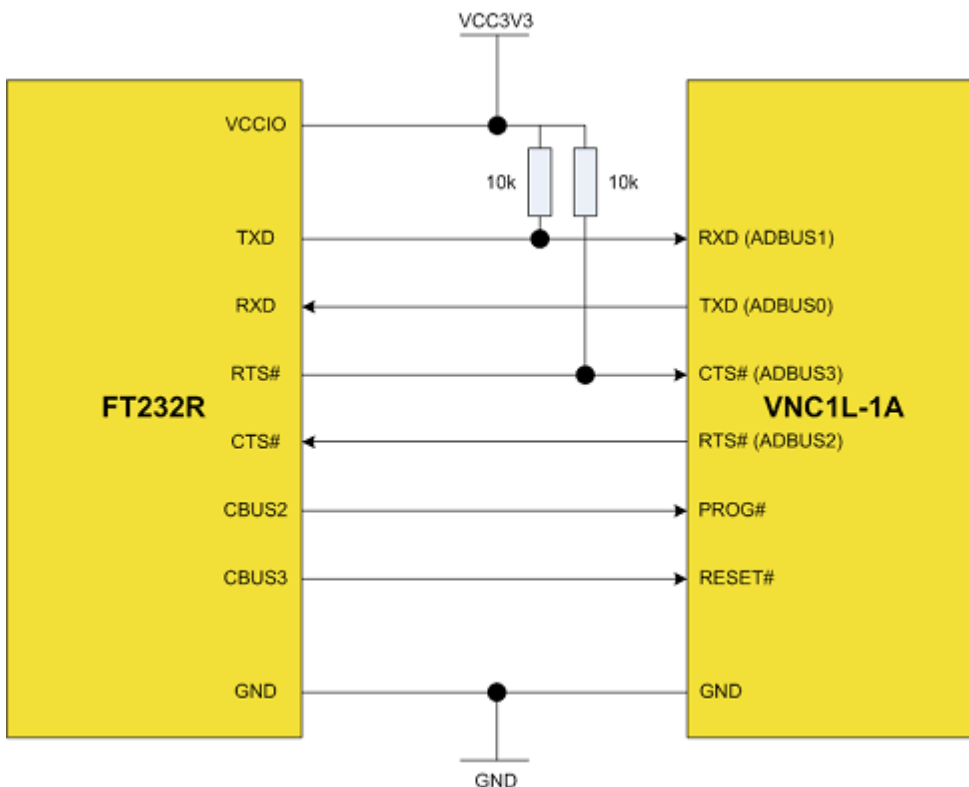 VCC3V3
VCCIO
10k 10k
TXD RXD (ADBUS1)
RXD TXD (ADBUS0)
RTS# CTS# (ADBUS3)
FT232R VNC1L-1A
CTS# RTS# (ADBUS2)
CBUS2 PROG#
CBUS3 RESET#
GND GND
GND